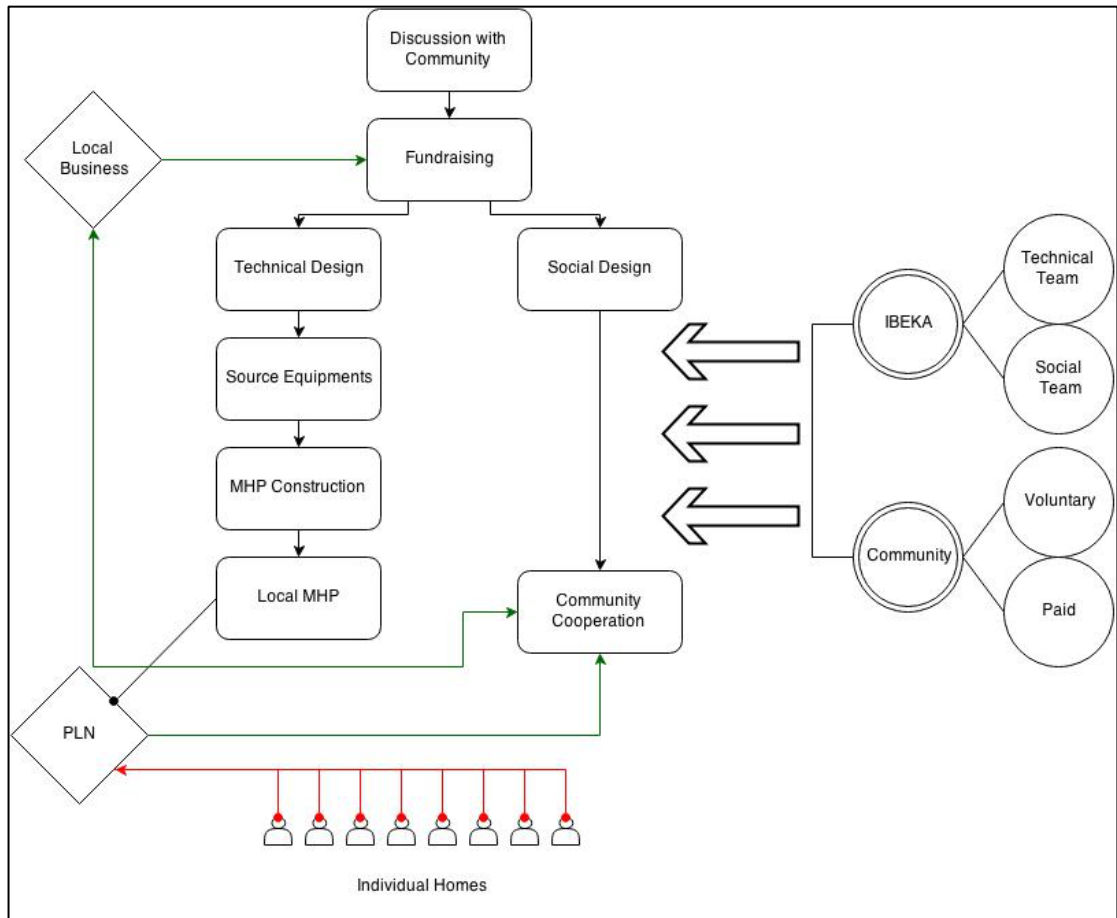 Discussion with
Community
Local
Business
Fundraising
Technical Design
Social Design
Technical
Team
IBEKA
Source Equipments
Social
Team
MHP Construction
Voluntary
Community
Local MHP
Community
Cooperation
Paid
PLN
Individual Homes